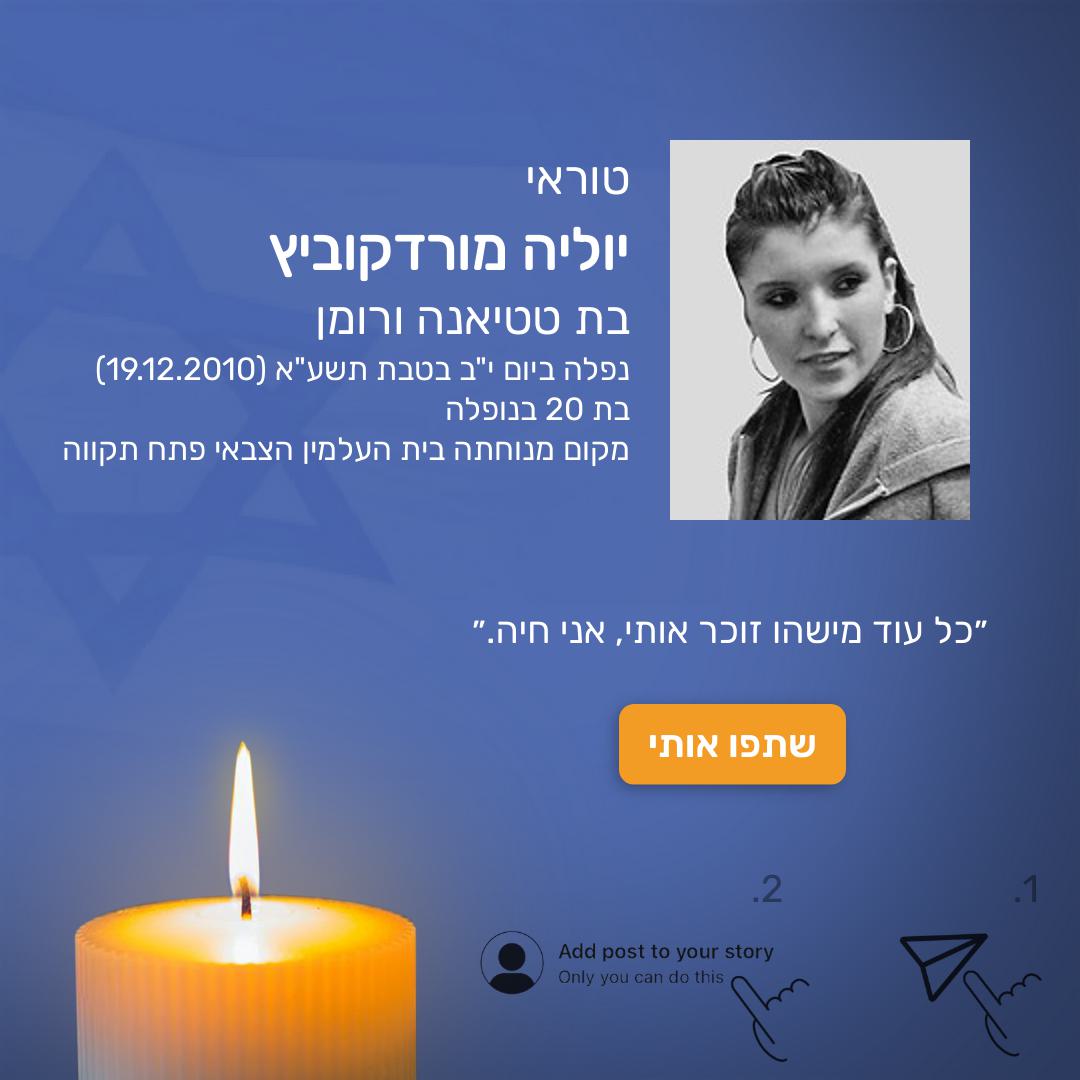 טוראי
יוליה מורדקוביץ
בת טטיאנה ורומן
נפלה ביום י"ב בטבת תשע"א (19.12.2010)
בת 20 בנופלה
מקום מנוחתה בית העלמין הצבאי פתח תקווה
״כל עוד מישהו זוכר אותי, אני חיה.״
שתפו אותי
1.
2.
Add post to your story
Only you can do this